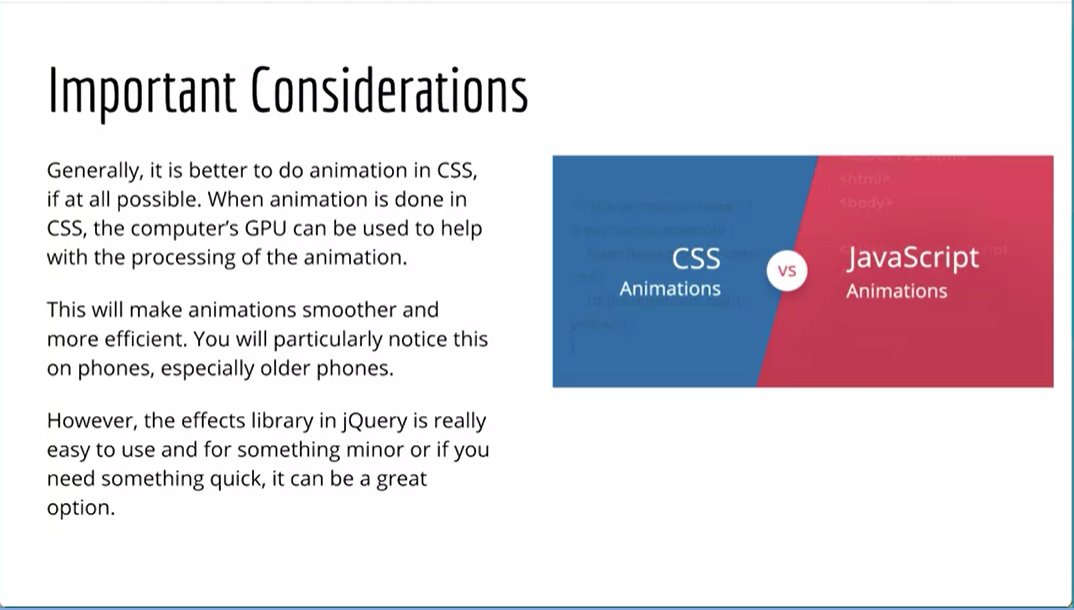 Important Considerations
Generally, it is better to do animation in CSS,
if at all possible. When animation is done in
CSS, the computer's GPU can be used to help
with the processing of the animation.
This will make animations smoother and
more efficient. You will particularly notice this
on phones, especially older phones.
However, the effects library in jQuery is really
easy to use and for something minor or if you
need something quick, it can be a great
option.
CSS
Animations
VS
JavaScript
Animations
<html>
<body>